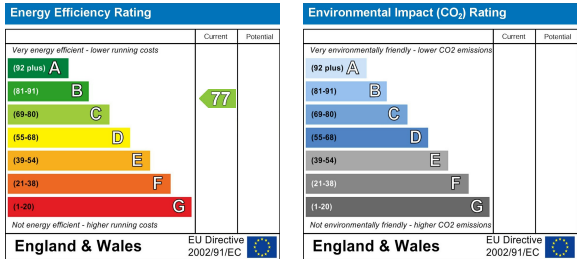 Energy Efficiency Rating
Current Potential
Very energy efficient - lower running costs
(92 plus) A
(81-91) B
77
(69-80) C
(55-68) D
(39-54) E
(21-38) F
(1-20) G
Not energy efficient - higher running costs
England & Wales
EU Directive
2002/91/EC
Environmental Impact (CO2) Rating
Current Potential
Very environmentally friendly - lower CO2 emissions
(92 plus) A
(81-91) B
(69-80) C
(55-68) D
(39-54) E
(21-38) F
(1-20) G
Not environmentally friendly - higher CO2 emissions
England & Wales
EU Directive
2002/91/EC